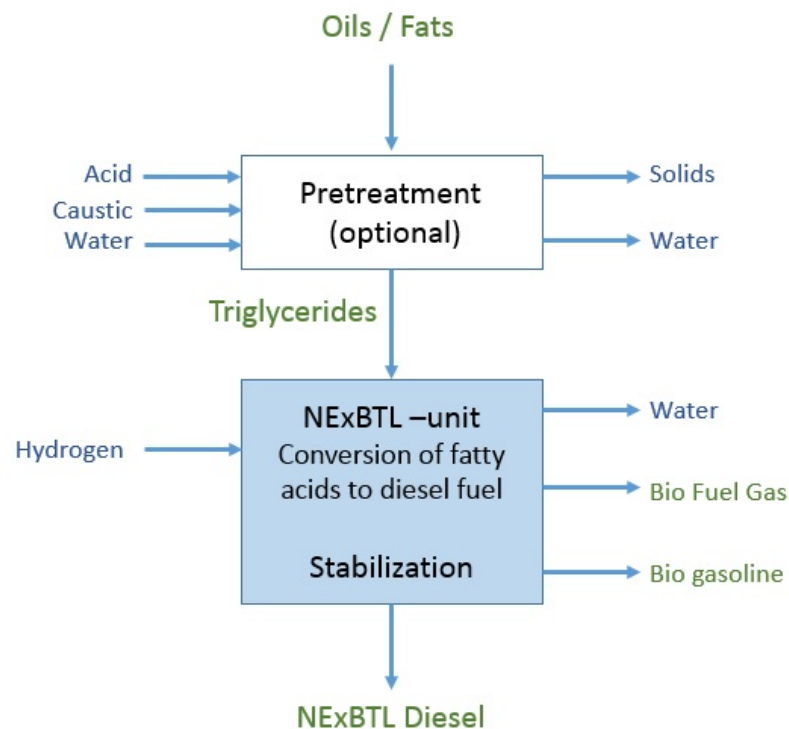 Oils / Fats
Acid
Caustic
Water
Pretreatment
(optional)
Solids
Water
Triglycerides
Hydrogen
NExBTL –unit
Conversion of fatty
acids to diesel fuel
Stabilization
Water
Bio Fuel Gas
Bio gasoline
NExBTL Diesel